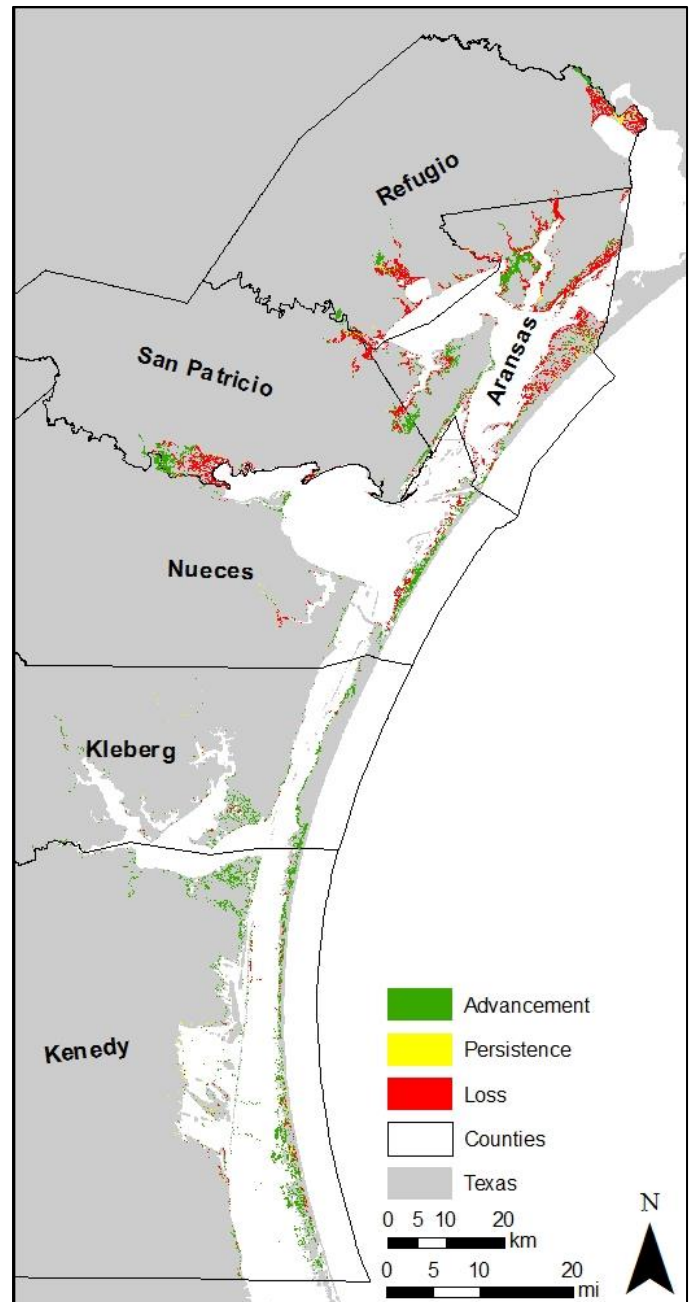 Refugio
Aransas
San Patricio
Nueces
Kleberg
Kenedy
Advancement
Persistence
Loss
Counties
Texas
0 5 10 20
km
0 5 10 20
mi
N